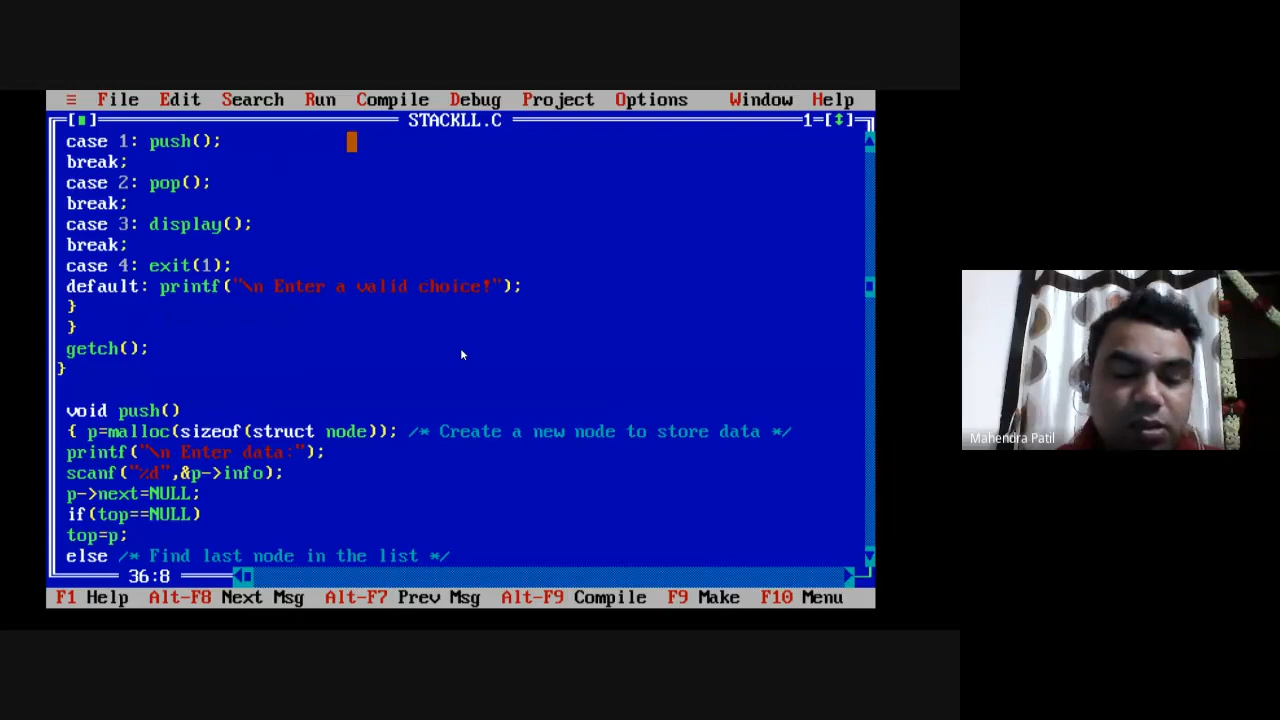 ≡ File Edit Search Run Compile Debug Project Options Window Help
[■] STACKLL.C 1=[↕]
case 1: push();
break;
case 2: pop();
break;
case 3: display();
break;
case 4: exit(1);
default: printf("\n Enter a valid choice!");
}
}
getch();
}
void push()
{ p=malloc(sizeof(struct node)); /* Create a new node to store data */
printf("\n Enter data:");
scanf("%d",&p->info);
p->next=NULL;
if(top==NULL)
top=p;
else /* Find last node in the list */
36:8
F1 Help Alt-F8 Next Msg Alt-F7 Prev Msg Alt-F9 Compile F9 Make F10 Menu
Mahendra Patil